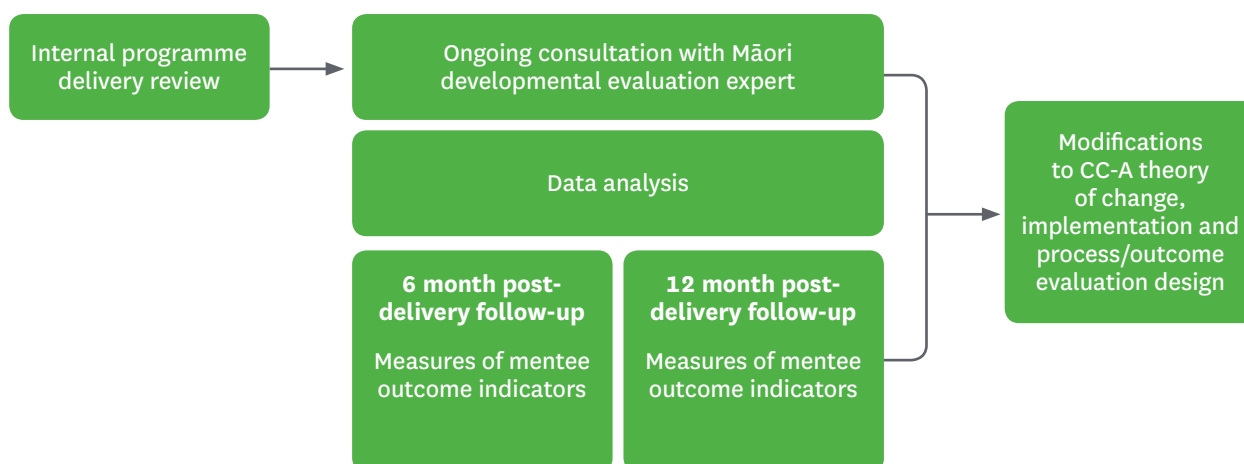 Internal programme
delivery review
Ongoing consultation with Māori
developmental evaluation expert
Data analysis
6 month post-
delivery follow-up
Measures of mentee
outcome indicators
12 month post-
delivery follow-up
Measures of mentee
outcome indicators
Modifications
to CC-A theory
of change,
implementation and
process/outcome
evaluation design